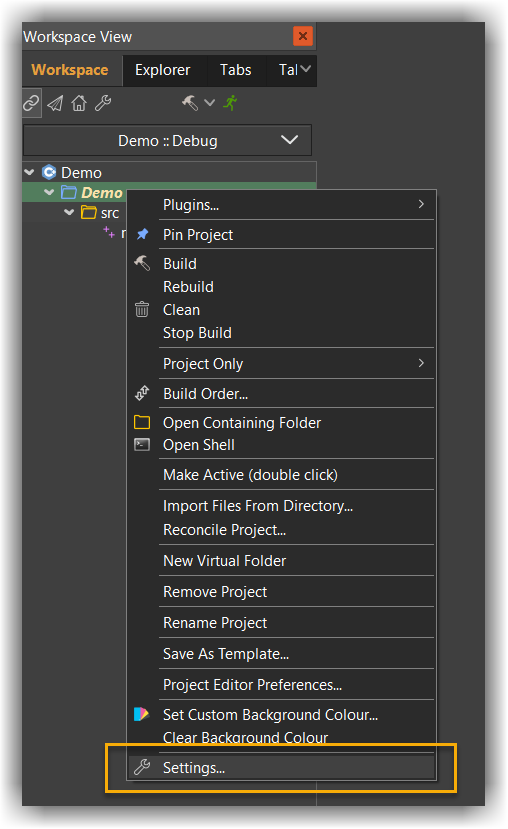 Workspace View
Workspace Explorer Tabs Tal
Demo :: Debug
Demo
Demo
src
Plugins...
Pin Project
Build
Rebuild
Clean
Stop Build
Project Only
Build Order...
Open Containing Folder
Open Shell
Make Active (double click)
Import Files From Directory...
Reconcile Project...
New Virtual Folder
Remove Project
Rename Project
Save As Template...
Project Editor Preferences...
Set Custom Background Colour...
Clear Background Colour
Settings...